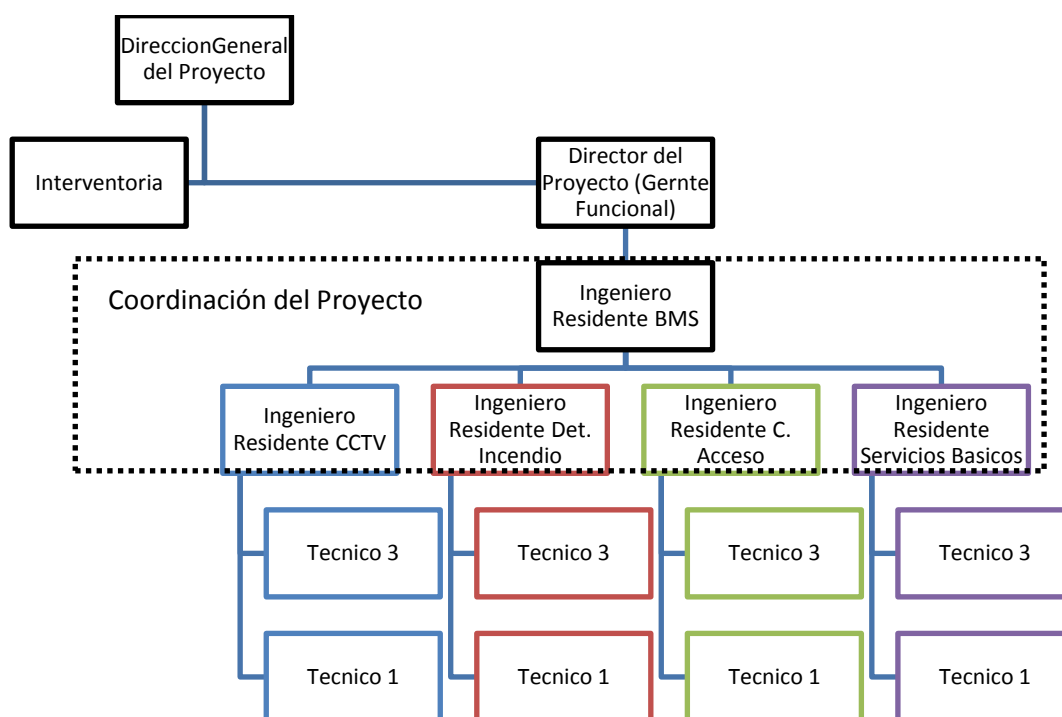 DireccionGeneral
del Proyecto
Interventoria
Director del
Proyecto (Gernte
Funcional)
Coordinación del Proyecto
Ingeniero
Residente BMS
Ingeniero
Residente CCTV
Ingeniero
Residente Det.
Incendio
Ingeniero
Residente C.
Acceso
Ingeniero
Residente
Servicios Basicos
Tecnico 3
Tecnico 3
Tecnico 3
Tecnico 3
Tecnico 1
Tecnico 1
Tecnico 1
Tecnico 1